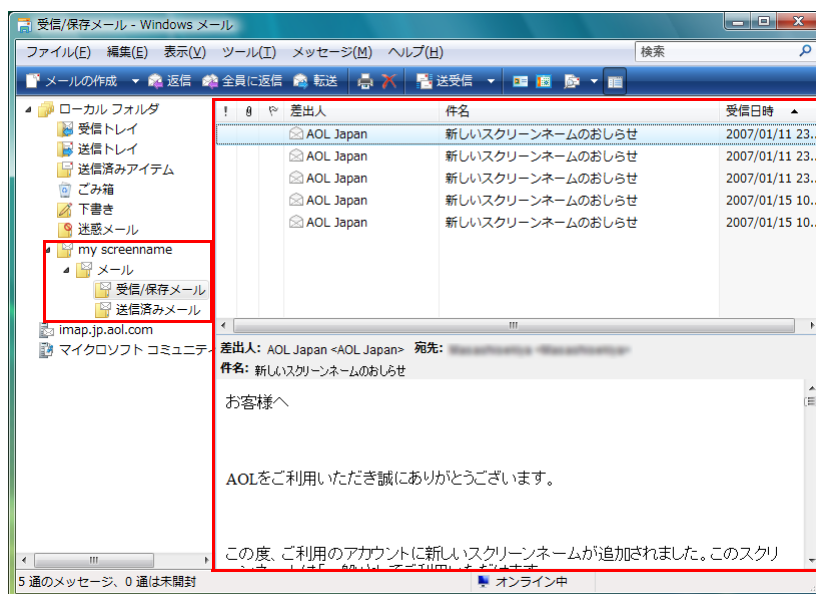 受信/保存メール - Windows メール
ファイル(F) 編集(E) 表示(V) ツール(T) メッセージ(M) ヘルプ(H) 検索
メールの作成 返信 全員に返信 転送 送受信
ローカル フォルダ
受信トレイ
送信トレイ
送信済みアイテム
ごみ箱
下書き
迷惑メール
my screenname
メール
受信/保存メール
送信済みメール
imap.jp.aol.com
マイクロソフト コミュニテ
! 差出人 件名 受信日時
AOL Japan 新しいスクリーンネームのおしらせ 2007/01/11 23..
AOL Japan 新しいスクリーンネームのおしらせ 2007/01/11 23..
AOL Japan 新しいスクリーンネームのおしらせ 2007/01/11 23..
AOL Japan 新しいスクリーンネームのおしらせ 2007/01/15 10..
AOL Japan 新しいスクリーンネームのおしらせ 2007/01/15 10..
差出人: AOL Japan <AOL Japan> 宛先:
件名: 新しいスクリーンネームのおしらせ
お客様へ
AOLをご利用いただき誠にありがとうございます。
この度、ご利用のアカウントに新しいスクリーンネームが追加されました。このスクリ
5 通のメッセージ、0 通は未開封 オンライン中